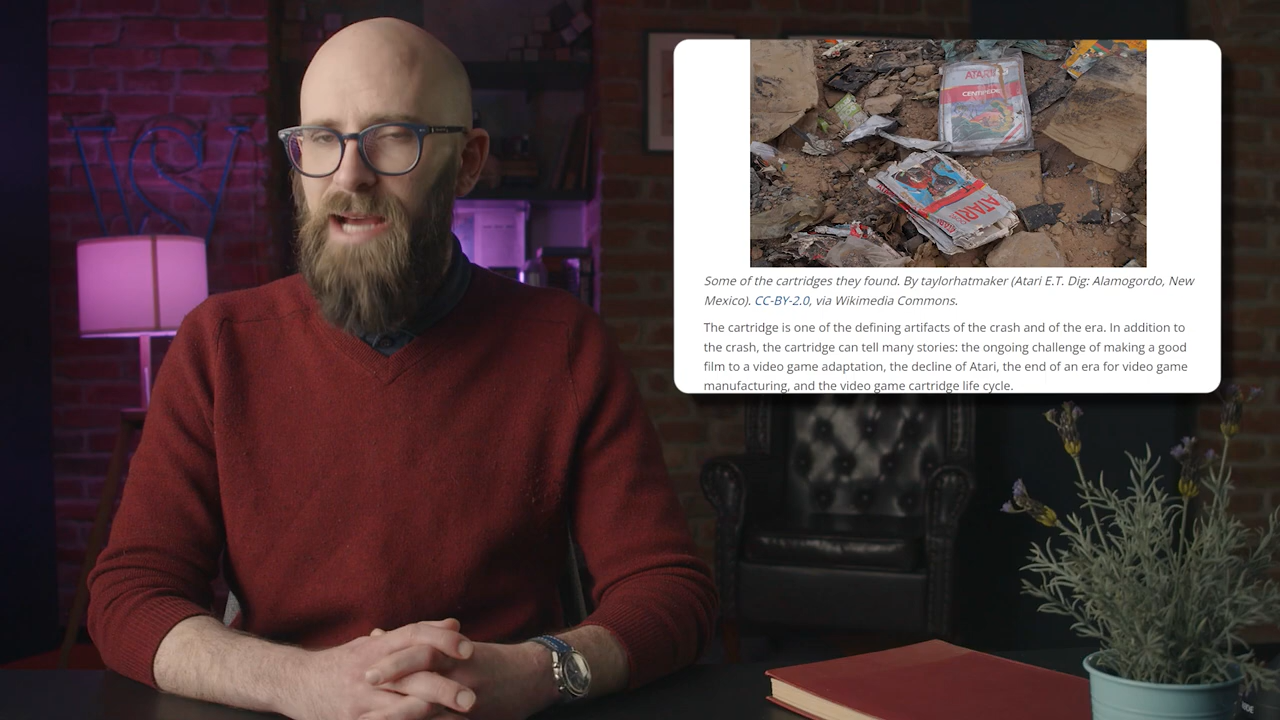 ATARI
CENTIPEDE
ATARI
Some of the cartridges they found. By taylorhatmaker (Atari E.T. Dig: Alamogordo, New
Mexico). CC-BY-2.0, via Wikimedia Commons.
The cartridge is one of the defining artifacts of the crash and of the era. In addition to
the crash, the cartridge can tell many stories: the ongoing challenge of making a good
film to a video game adaptation, the decline of Atari, the end of an era for video game
manufacturing, and the video game cartridge life cycle.